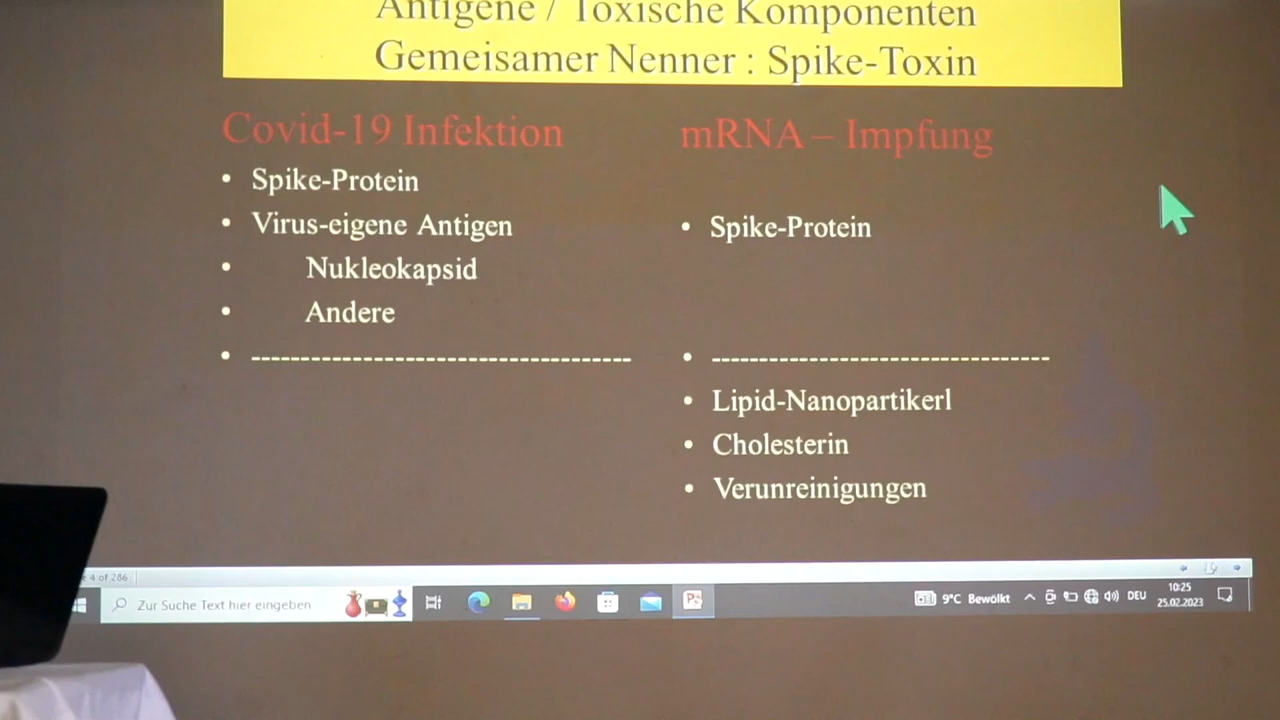 Antigene / Toxische Komponenten
Gemeisamer Nenner : Spike-Toxin
Covid-19 Infektion
• Spike-Protein
• Virus-eigene Antigen
• Nukleokapsid
• Andere
• ---------------------------------------
mRNA – Impfung
• Spike-Protein
• -----------------------------------
• Lipid-Nanopartikerl
• Cholesterin
• Verunreinigungen
4 of 286
Zur Suche Text hier eingeben
9°C Bewölkt
DEU
10:25
25.02.2023